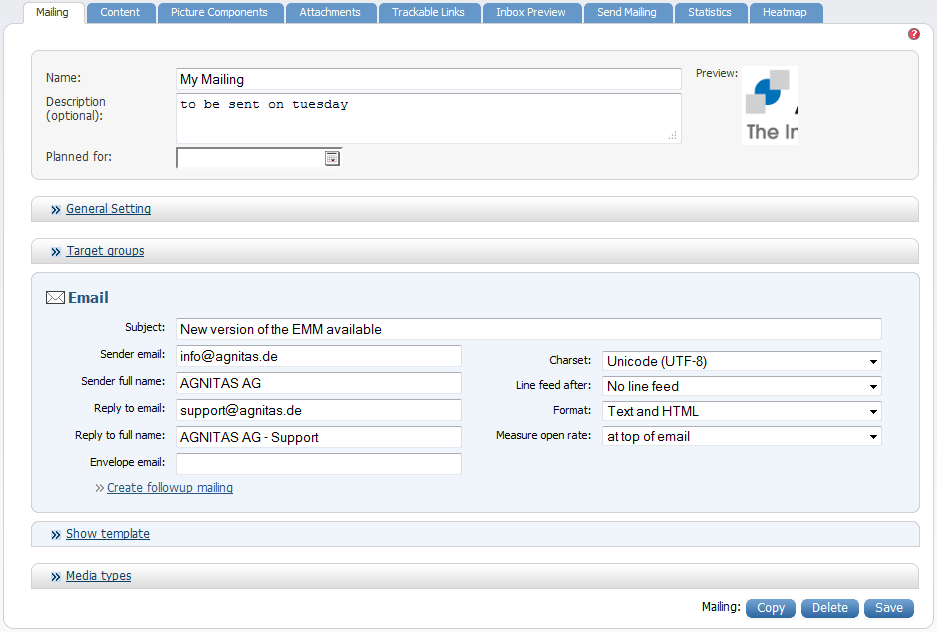 Mailing
Content
Picture Components
Attachments
Trackable Links
Inbox Preview
Send Mailing
Statistics
Heatmap
?
Name:
My Mailing
Preview:
The In
Description
(optional):
to be sent on tuesday
Planned for:
» General Setting
» Target groups
Email
Subject:
New version of the EMM available
Sender email:
info@agnitas.de
Sender full name:
AGNITAS AG
Reply to email:
support@agnitas.de
Reply to full name:
AGNITAS AG - Support
Envelope email:
» Create followup mailing
Charset:
Unicode (UTF-8)
Line feed after:
No line feed
Format:
Text and HTML
Measure open rate:
at top of email
» Show template
» Media types
Mailing:
Copy
Delete
Save